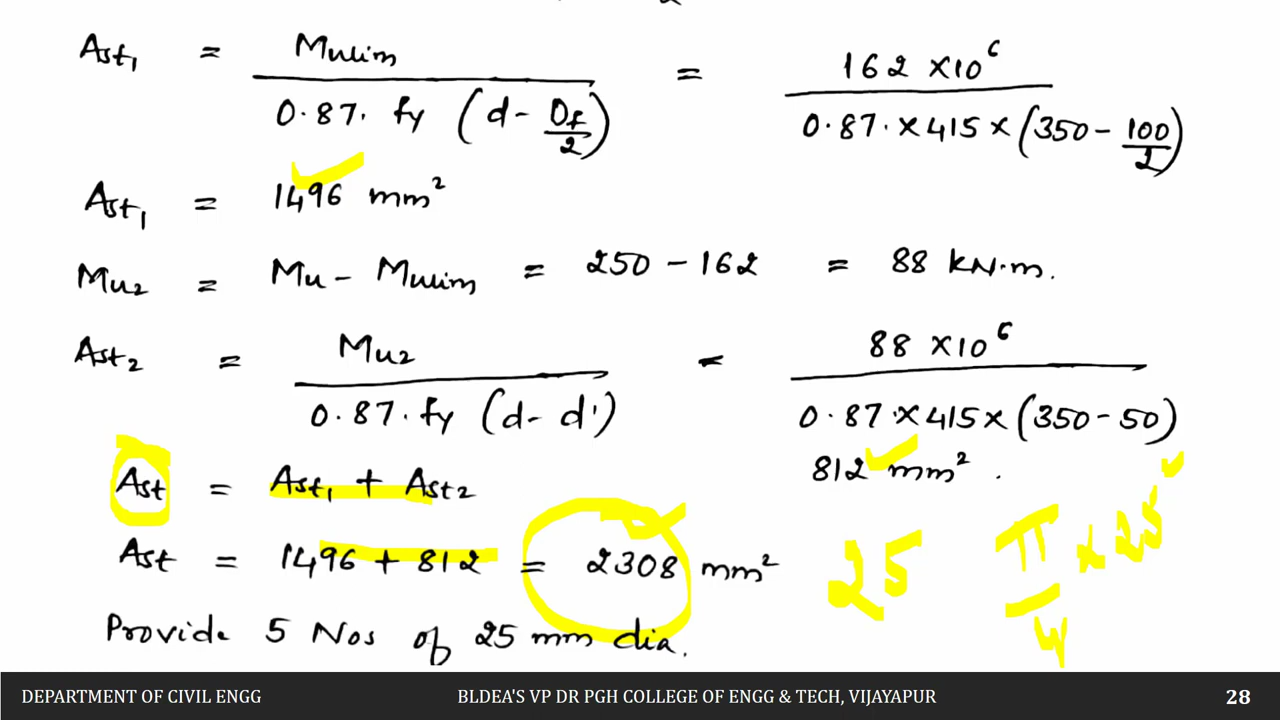 Ast1 = Mulim / 0.87. fy (d - Df/2) = 162 ×10^6 / 0.87. × 415 × (350 - 100/2)
Ast1 = 1496 mm²
Mu2 = Mu - Mulim = 250 - 162 = 88 kN.m.
Ast2 = Mu2 / 0.87. fy (d - d') = 88 ×10^6 / 0.87 × 415 × (350 - 50)
812 mm².
Ast = Ast1 + Ast2
Ast = 1496 + 812 = 2308 mm²
25 π/4 × 25²
Provide 5 Nos of 25 mm dia.
DEPARTMENT OF CIVIL ENGG BLDEA'S VP DR PGH COLLEGE OF ENGG & TECH, VIJAYAPUR 28